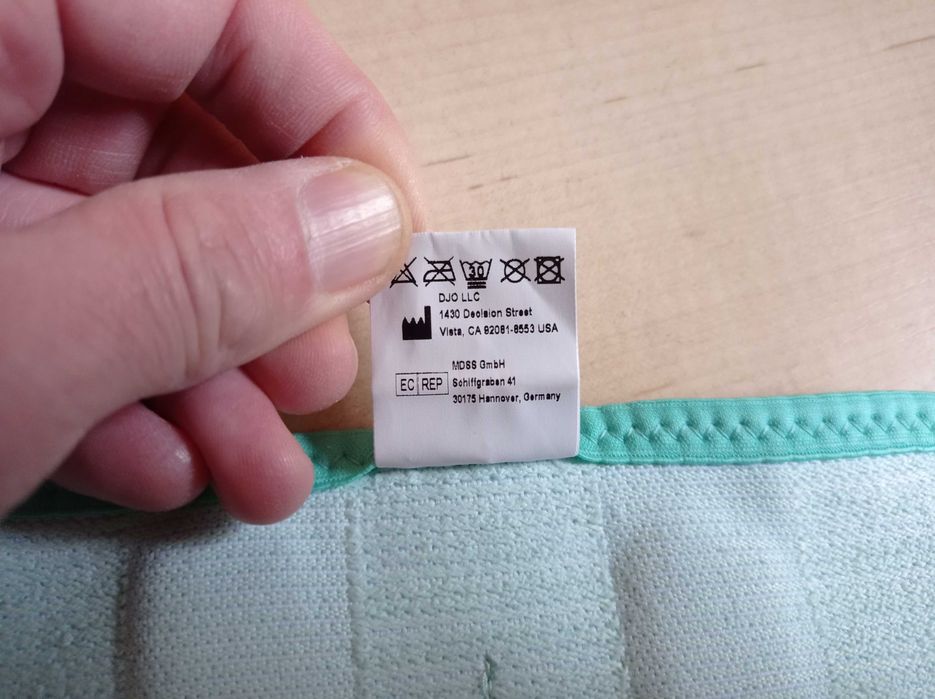 30
DJO LLC
1430 Decision Street
Vista, CA 92081-8553 USA
MDSS GmbH
EC REP
Schiffgraben 41
30175 Hannover, Germany